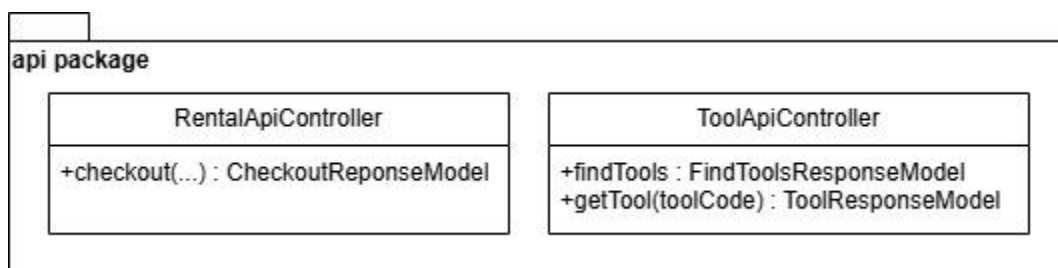 api package
RentalApiController
+checkout(...) : CheckoutReponseModel
ToolApiController
+findTools : FindToolsResponseModel
+getTool(toolCode) : ToolResponseModel